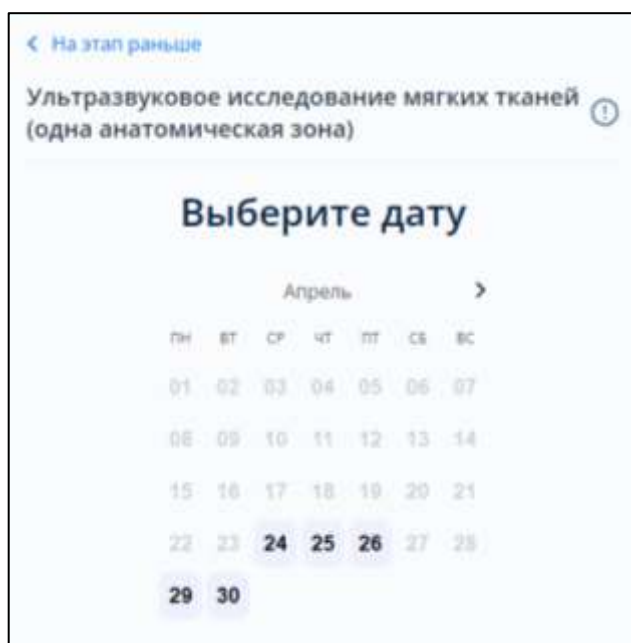 На этап раньше
Ультразвуковое исследование мягких тканей
(одна анатомическая зона)
Выберите дату
Апрель
ПН ВТ СР ЧТ ПТ СБ ВС
01 02 03 04 05 06 07
08 09 10 11 12 13 14
15 16 17 18 19 20 21
22 23 24 25 26 27 28
29 30